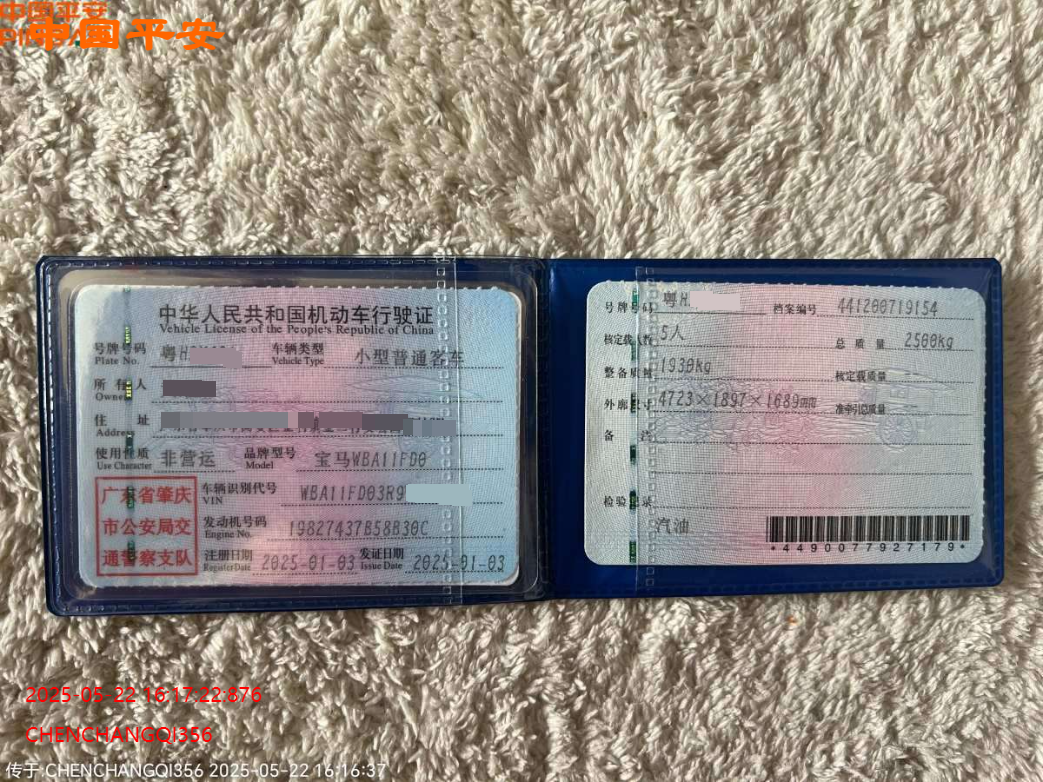 中国平安
中国平安
中华人民共和国机动车行驶证
Vehicle License of the People's Republic of China
号牌号码 粤H 车辆类型 小型普通客车
Plate No. Vehicle Type
所有人
Owner
住址
Address
使用性质 非营运 品牌型号 宝马WBA11FD0
Use Character Model
广东省肇庆
市公安局交
通警察支队
车辆识别代号 WBA11FD03R9
VIN
发动机号码 19827437B58B30C
Engine No.
注册日期 2025-01-03 发证日期 2025-01-03
Register Date Issue Date
号牌号码 粤H 档案编号 441200719154
核定载人数 5人 总质量 2500kg
整备质量 1930kg 核定载质量 --
外廓尺寸 4723×1897×1689mm 准牵引总质量 --
备注
检验记录
汽油
*4490077927179*
2025-05-22 16:17:22:876
CHENCHANGQI356
传于:CHENCHANGQI356 2025-05-22 16:16:37